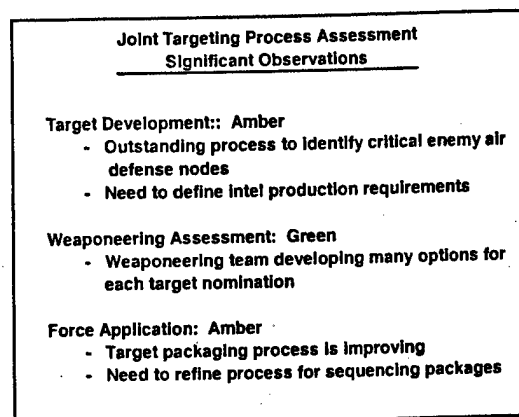 Joint Targeting Process Assessment
Significant Observations
Target Development:: Amber
- Outstanding process to identify critical enemy air
defense nodes
- Need to define intel production requirements
Weaponeering Assessment: Green
- Weaponeering team developing many options for
each target nomination
Force Application: Amber
- Target packaging process is improving
- Need to refine process for sequencing packages